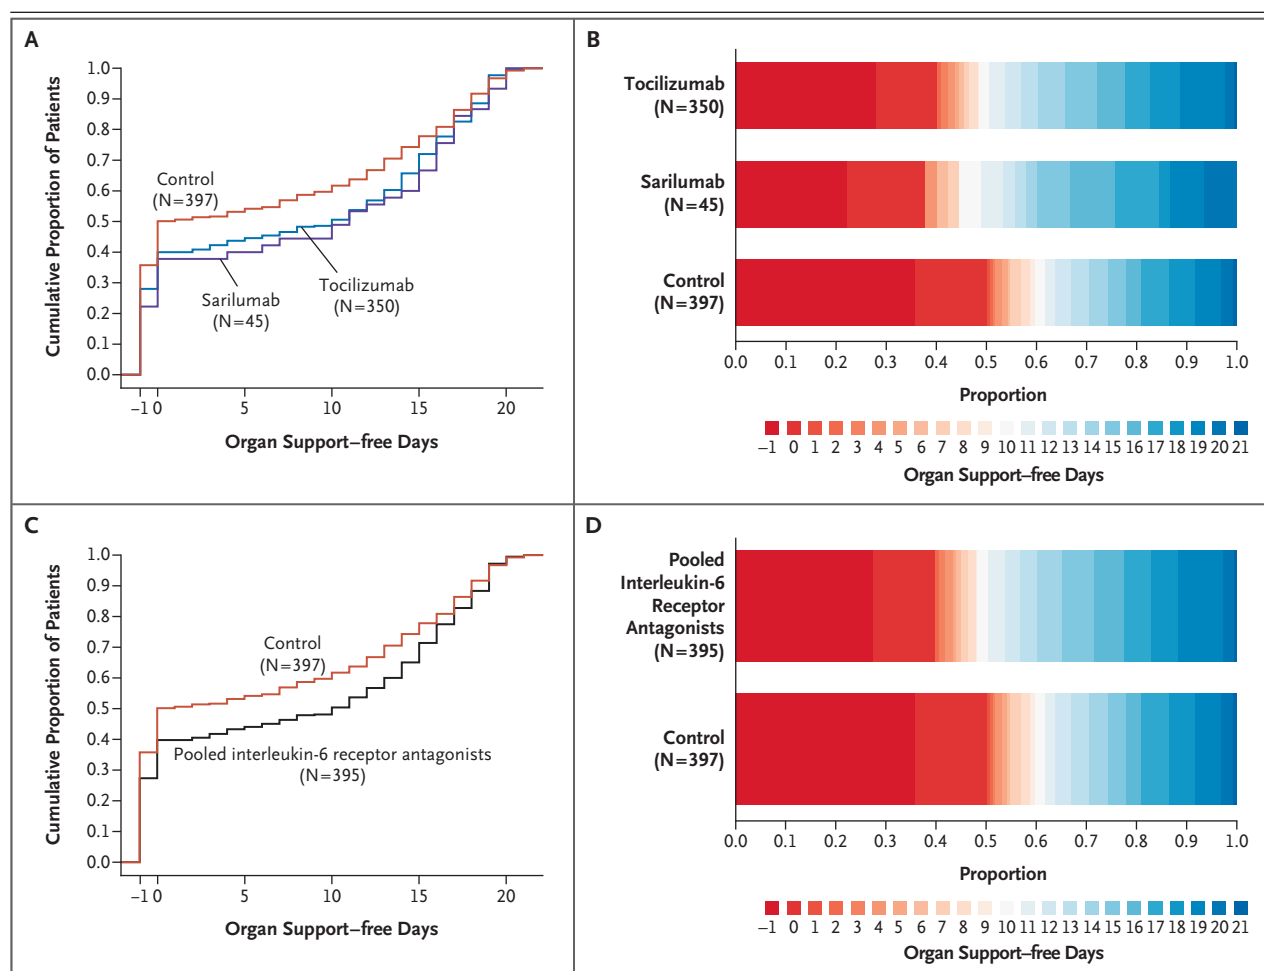 A
Cumulative Proportion of Patients
1.0
0.9
0.8
0.7
0.6
0.5
0.4
0.3
0.2
0.1
0.0
Control
(N=397)
Sarilumab
(N=45)
Tocilizumab
(N=350)
−1 0 5 10 15 20
Organ Support–free Days
B
Tocilizumab
(N=350)
Sarilumab
(N=45)
Control
(N=397)
0.0 0.1 0.2 0.3 0.4 0.5 0.6 0.7 0.8 0.9 1.0
Proportion
−1 0 1 2 3 4 5 6 7 8 9 10 11 12 13 14 15 16 17 18 19 20 21
Organ Support–free Days
C
Cumulative Proportion of Patients
1.0
0.9
0.8
0.7
0.6
0.5
0.4
0.3
0.2
0.1
0.0
Control
(N=397)
Pooled interleukin-6 receptor antagonists
(N=395)
−1 0 5 10 15 20
Organ Support–free Days
D
Pooled
Interleukin-6
Receptor
Antagonists
(N=395)
Control
(N=397)
0.0 0.1 0.2 0.3 0.4 0.5 0.6 0.7 0.8 0.9 1.0
Proportion
−1 0 1 2 3 4 5 6 7 8 9 10 11 12 13 14 15 16 17 18 19 20 21
Organ Support–free Days